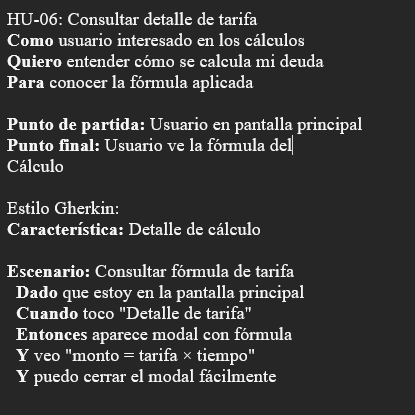 HU-06: Consultar detalle de tarifa
Como usuario interesado en los cálculos
Quiero entender cómo se calcula mi deuda
Para conocer la fórmula aplicada
Punto de partida: Usuario en pantalla principal
Punto final: Usuario ve la fórmula del
Cálculo
Estilo Gherkin:
Característica: Detalle de cálculo
Escenario: Consultar fórmula de tarifa
Dado que estoy en la pantalla principal
Cuando toco "Detalle de tarifa"
Entonces aparece modal con fórmula
Y veo "monto = tarifa × tiempo"
Y puedo cerrar el modal fácilmente